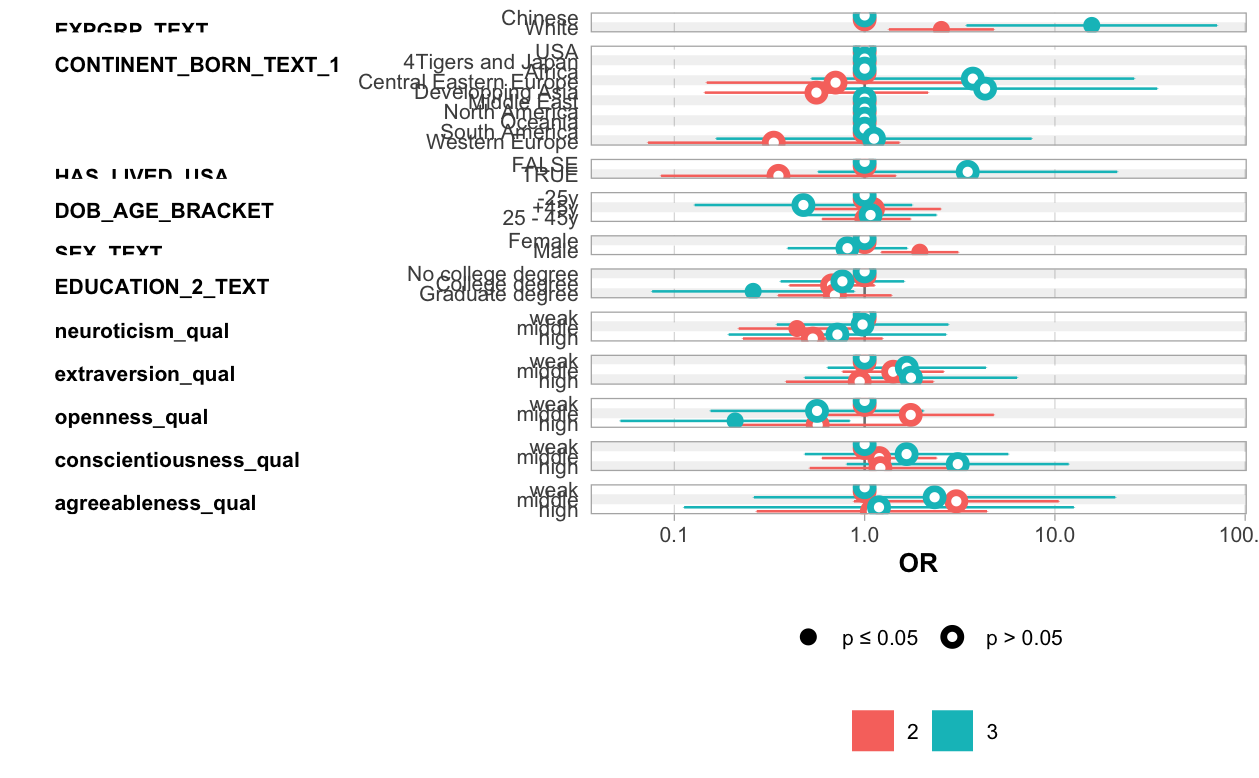 EXPGRP_TEXT
Chinese
White
CONTINENT_BORN_TEXT_1
USA
4Tigers and Japan
Africa
Central Eastern Europe
Developping Asia
Middle East
North America
Oceania
South America
Western Europe
HAS_LIVED_USA
FALSE
TRUE
DOB_AGE_BRACKET
-25y
+45y
25 - 45y
SEX_TEXT
Female
Male
EDUCATION_2_TEXT
No college degree
College degree
Graduate degree
neuroticism_qual
weak
middle
high
extraversion_qual
weak
middle
high
openness_qual
weak
middle
high
conscientiousness_qual
weak
middle
high
agreeableness_qual
weak
middle
high
0.1 1.0 10.0 100.
OR
p ≤ 0.05 p > 0.05
2 3